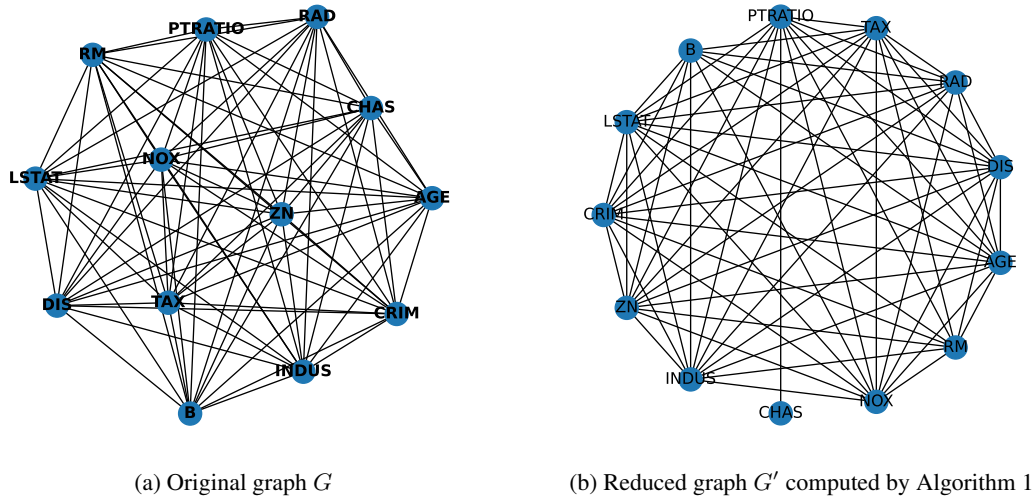 RAD
PTRATIO
RM
CHAS
NOX
LSTAT
AGE
ZN
DIS
TAX
CRIM
INDUS
B
(a) Original graph G
PTRATIO
TAX
B
RAD
LSTAT
DIS
CRIM
AGE
ZN
RM
INDUS
NOX
CHAS
(b) Reduced graph G′ computed by Algorithm 1